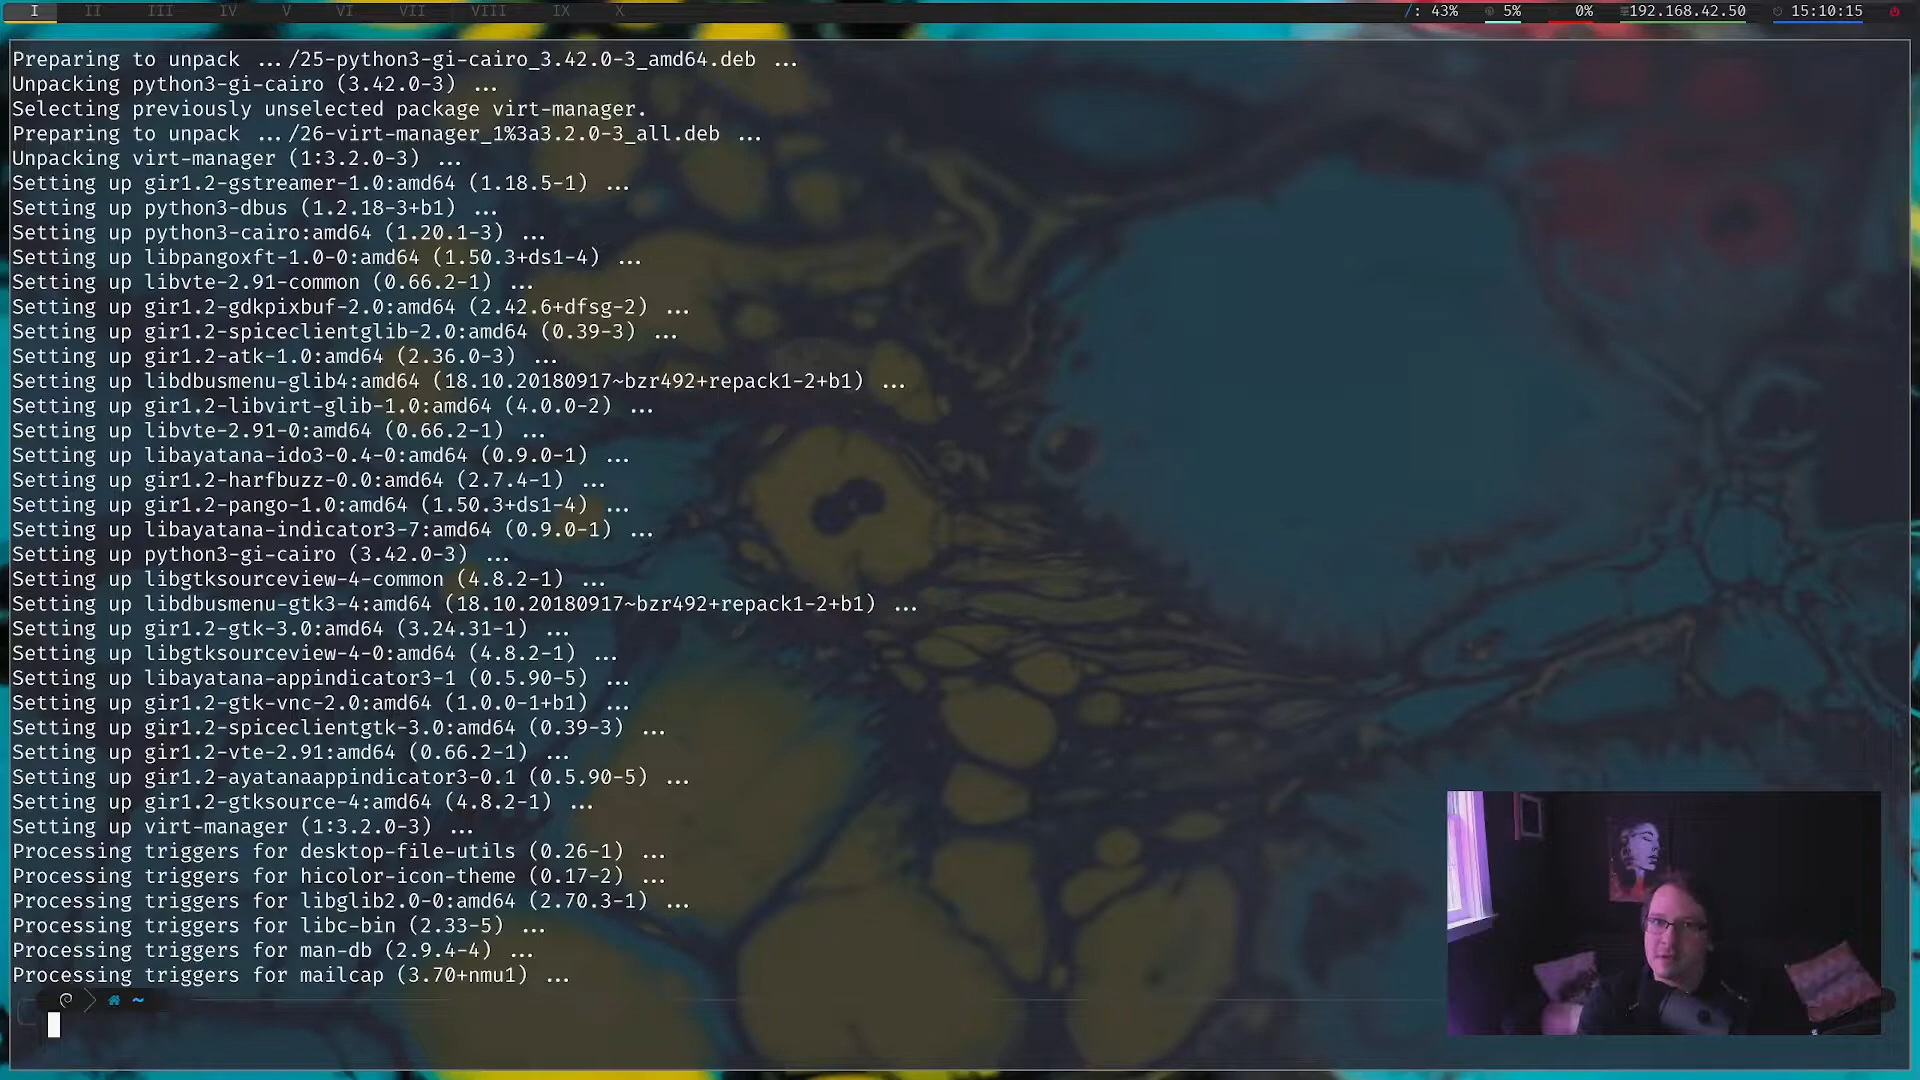 I II III IV V VI VII VIII IX X /: 43% 5% 0% 192.168.42.50 15:10:15
Preparing to unpack .../25-python3-gi-cairo_3.42.0-3_amd64.deb ...
Unpacking python3-gi-cairo (3.42.0-3) ...
Selecting previously unselected package virt-manager.
Preparing to unpack .../26-virt-manager_1%3a3.2.0-3_all.deb ...
Unpacking virt-manager (1:3.2.0-3) ...
Setting up gir1.2-gstreamer-1.0:amd64 (1.18.5-1) ...
Setting up python3-dbus (1.2.18-3+b1) ...
Setting up python3-cairo:amd64 (1.20.1-3) ...
Setting up libpangoxft-1.0-0:amd64 (1.50.3+ds1-4) ...
Setting up libvte-2.91-common (0.66.2-1) ...
Setting up gir1.2-gdkpixbuf-2.0:amd64 (2.42.6+dfsg-2) ...
Setting up gir1.2-spiceclientglib-2.0:amd64 (0.39-3) ...
Setting up gir1.2-atk-1.0:amd64 (2.36.0-3) ...
Setting up libdbusmenu-glib4:amd64 (18.10.20180917~bzr492+repack1-2+b1) ...
Setting up gir1.2-libvirt-glib-1.0:amd64 (4.0.0-2) ...
Setting up libvte-2.91-0:amd64 (0.66.2-1) ...
Setting up libayatana-ido3-0.4-0:amd64 (0.9.0-1) ...
Setting up gir1.2-harfbuzz-0.0:amd64 (2.7.4-1) ...
Setting up gir1.2-pango-1.0:amd64 (1.50.3+ds1-4) ...
Setting up libayatana-indicator3-7:amd64 (0.9.0-1) ...
Setting up python3-gi-cairo (3.42.0-3) ...
Setting up libgtksourceview-4-common (4.8.2-1) ...
Setting up libdbusmenu-gtk3-4:amd64 (18.10.20180917~bzr492+repack1-2+b1) ...
Setting up gir1.2-gtk-3.0:amd64 (3.24.31-1) ...
Setting up libgtksourceview-4-0:amd64 (4.8.2-1) ...
Setting up libayatana-appindicator3-1 (0.5.90-5) ...
Setting up gir1.2-gtk-vnc-2.0:amd64 (1.0.0-1+b1) ...
Setting up gir1.2-spiceclientgtk-3.0:amd64 (0.39-3) ...
Setting up gir1.2-vte-2.91:amd64 (0.66.2-1) ...
Setting up gir1.2-ayatanaappindicator3-0.1 (0.5.90-5) ...
Setting up gir1.2-gtksource-4:amd64 (4.8.2-1) ...
Setting up virt-manager (1:3.2.0-3) ...
Processing triggers for desktop-file-utils (0.26-1) ...
Processing triggers for hicolor-icon-theme (0.17-2) ...
Processing triggers for libglib2.0-0:amd64 (2.70.3-1) ...
Processing triggers for libc-bin (2.33-5) ...
Processing triggers for man-db (2.9.4-4) ...
Processing triggers for mailcap (3.70+nmu1) ...
~